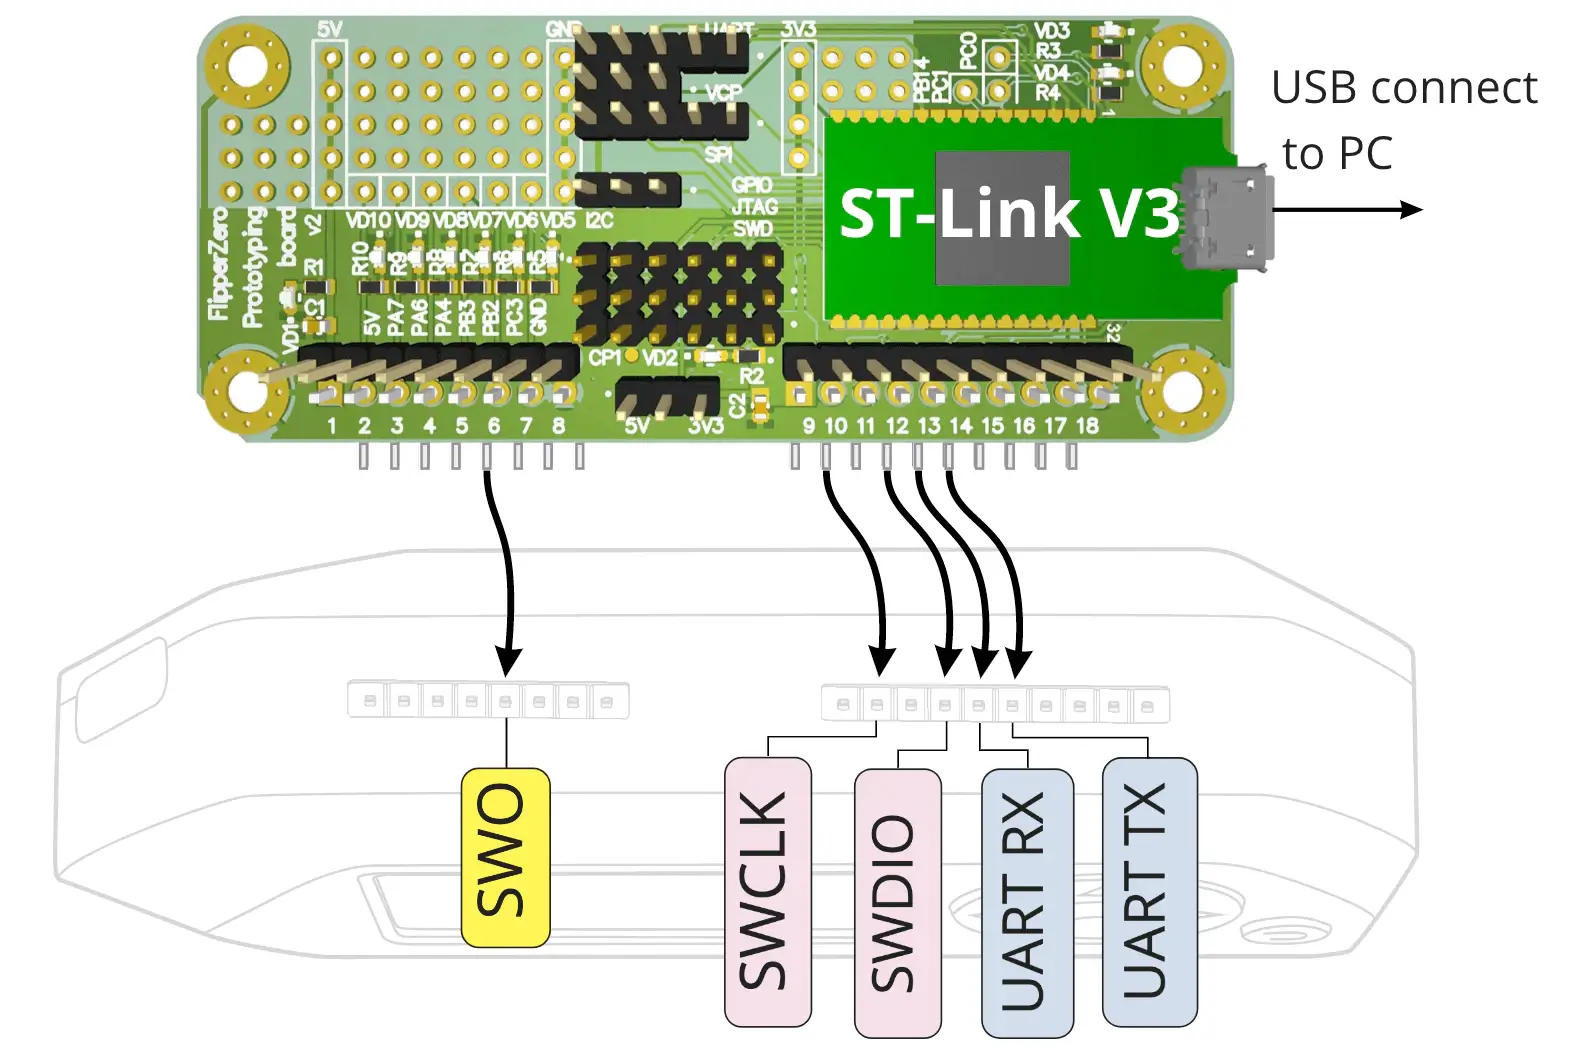 5V
GND
UART
3V3
PC0
VD3
R3
VD4
R4
PB14
PC1
VCP
1
USB connect
to PC
SPI
GPIO
JTAG
SWD
ST-Link V3
FlipperZero
Prototyping
board
v2
VD10 VD9 VD8 VD7 VD6 VD5 I2C
R10 R9 R8 R7 R6 R5
R1
C1
VD1
5V PA7 PA6 PA4 PB3 PB2 PC3 GND
CP1 VD2
R2
C2
32
5V 3V3
1 2 3 4 5 6 7 8
9 10 11 12 13 14 15 16 17 18
SWO
SWCLK
SWDIO
UART RX
UART TX